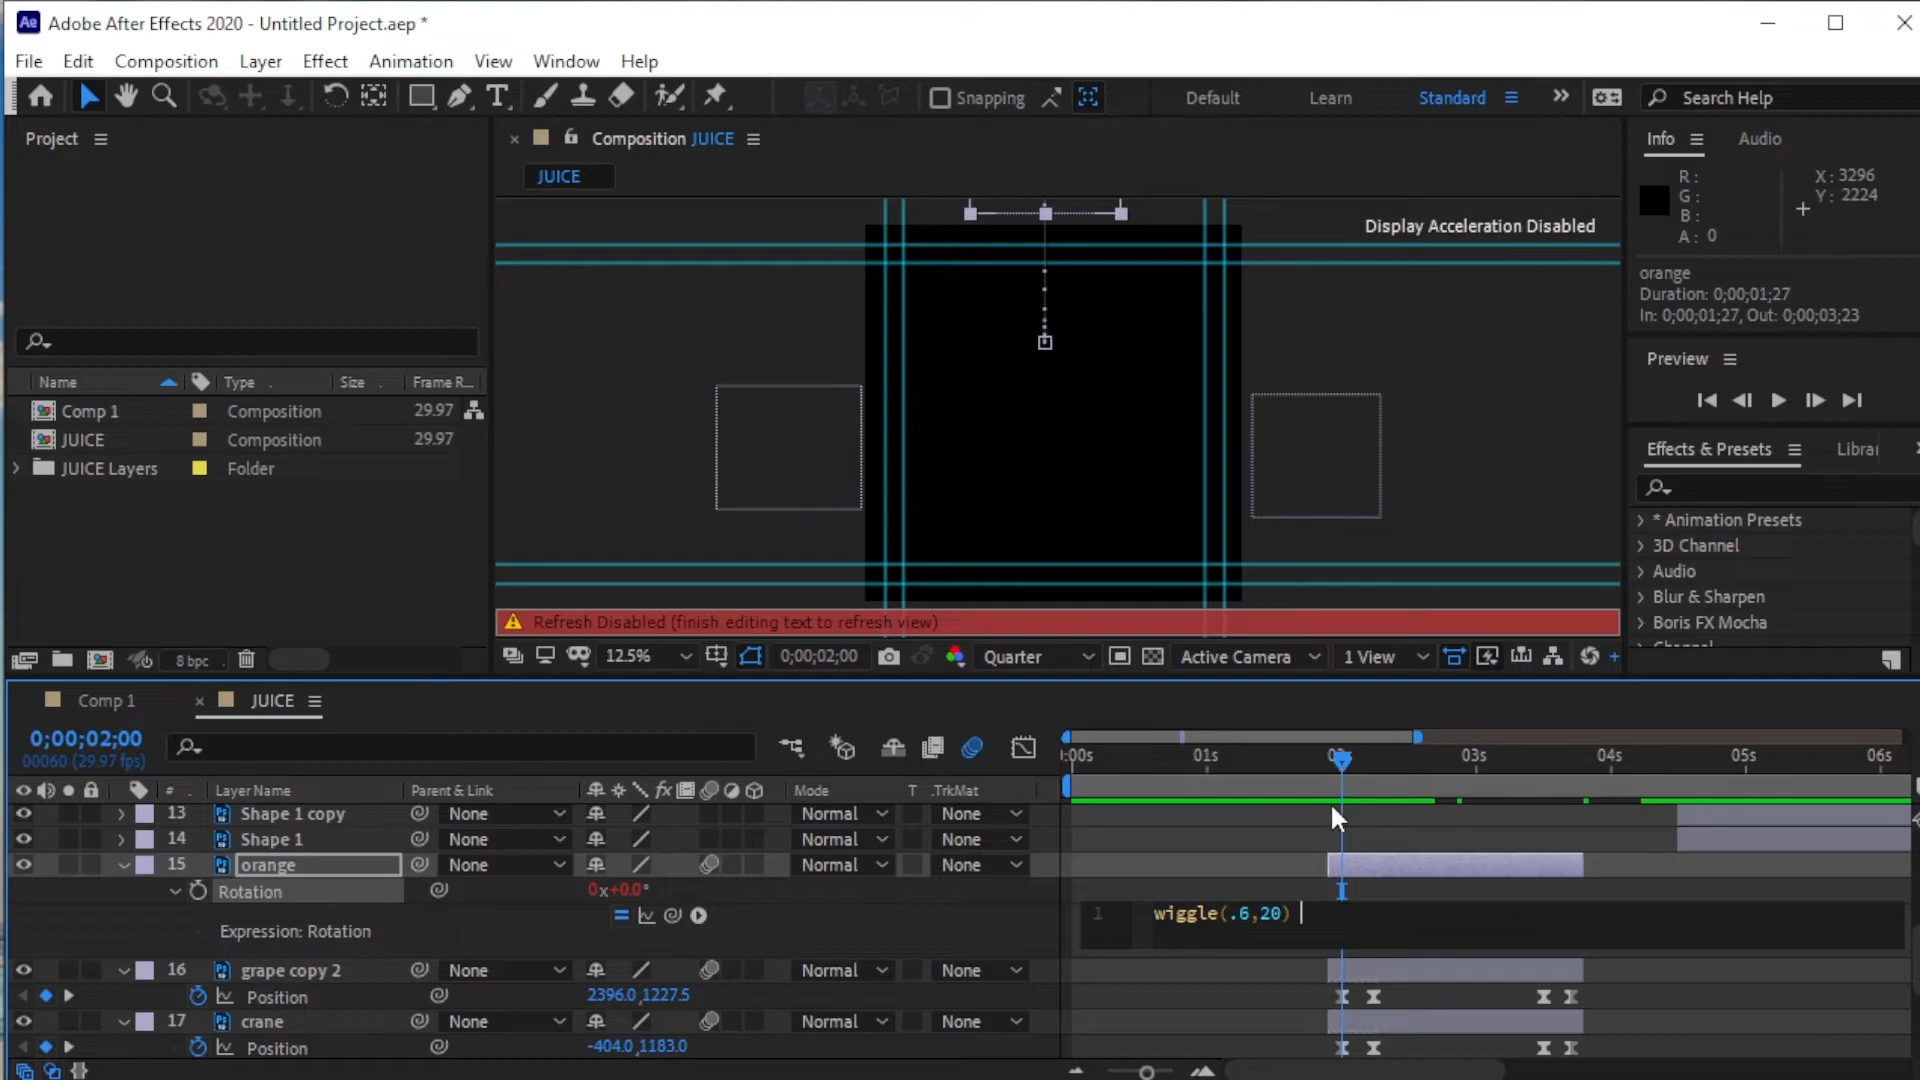 Ae Adobe After Effects 2020 - Untitled Project.aep *
File Edit Composition Layer Effect Animation View Window Help
Snapping Default Learn Standard Search Help
Project
Composition JUICE
Info Audio
JUICE
R: X: 3296
G: Y: 2224
B:
A: 0
Display Acceleration Disabled
orange
Duration: 0;00;01;27
In: 0;00;01;27, Out: 0;00;03;23
Preview
Name Type Size Frame R...
Comp 1 Composition 29.97
JUICE Composition 29.97
JUICE Layers Folder
Effects & Presets Librai
* Animation Presets
3D Channel
Audio
Blur & Sharpen
Boris FX Mocha
Refresh Disabled (finish editing text to refresh view)
8 bpc 12.5% 0;00;02;00 Quarter Active Camera 1 View
Comp 1 JUICE
0;00;02;00
00060 (29.97 fps)
:00s 01s 02s 03s 04s 05s 06s
# Layer Name Parent & Link fx Mode T .TrkMat
13 Shape 1 copy None Normal None
14 Shape 1 None Normal None
15 orange None Normal None
Rotation 0x+0.0°
1 wiggle(.6,20)
Expression: Rotation
16 grape copy 2 None Normal None
Position 2396.0,1227.5
17 crane None Normal None
Position -404.0,1183.0